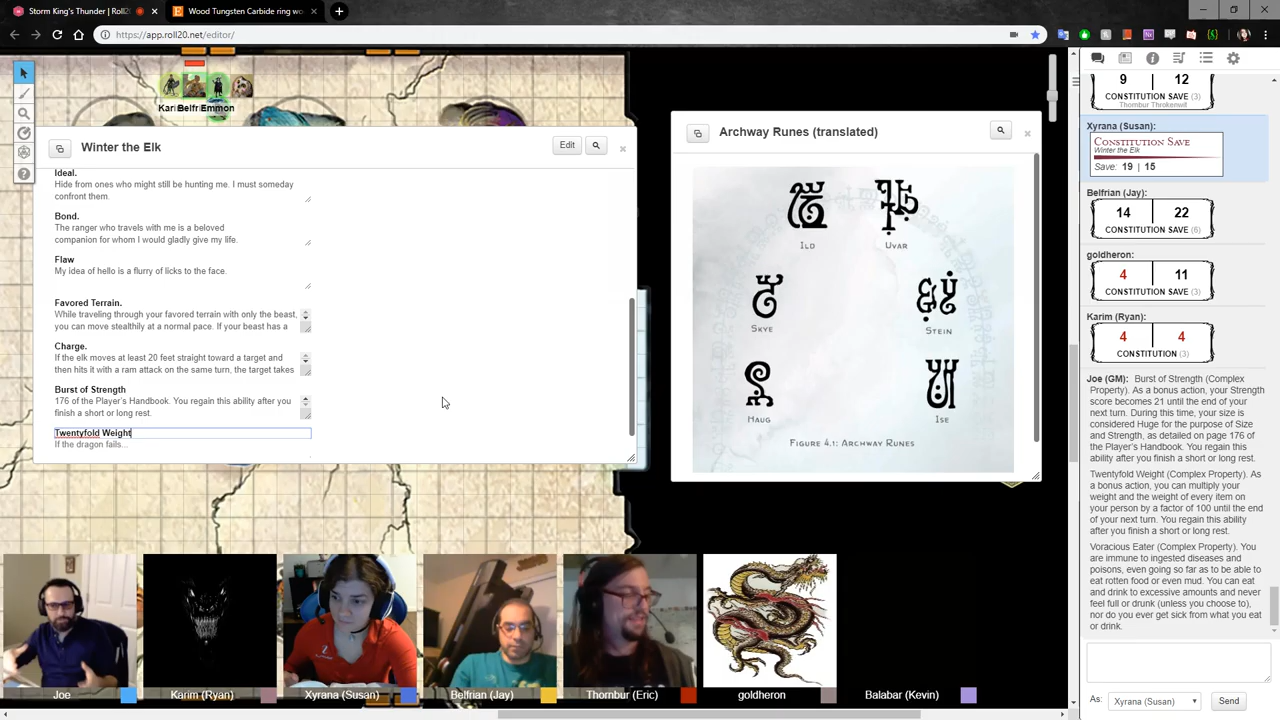 Storm King's Thunder | Roll2
Wood Tungsten Carbide ring wo
https://app.roll20.net/editor/
Winter the Elk
Edit
Ideal.
Hide from ones who might still be hunting me. I must someday
confront them.
Bond.
The ranger who travels with me is a beloved
companion for whom I would gladly give my life.
Flaw
My idea of hello is a flurry of licks to the face.
Favored Terrain.
While traveling through your favored terrain with only the beast,
you can move stealthily at a normal pace. If your beast has a
Charge.
If the elk moves at least 20 feet straight toward a target and
then hits it with a ram attack on the same turn, the target takes
Burst of Strength
176 of the Player's Handbook. You regain this ability after you
finish a short or long rest.
Twentyfold Weight
If the dragon fails...
Archway Runes (translated)
Ild
Uvar
Skye
Stein
Haug
Ise
Figure 4.1: Archway Runes
9 12
CONSTITUTION SAVE (3)
Thornbur Throkenwit
Xyrana (Susan):
Constitution Save
Winter the Elk
Save: 19 | 15
Belfrian (Jay):
14 22
CONSTITUTION SAVE (6)
goldheron:
4 11
CONSTITUTION SAVE (3)
Karim (Ryan):
4 4
CONSTITUTION (3)
Joe (GM): Burst of Strength (Complex
Property). As a bonus action, your Strength
score becomes 21 until the end of your
next turn. During this time, your size is
considered Huge for the purpose of Size
and Strength, as detailed on page 176 of
the Player's Handbook. You regain this
ability after you finish a short or long rest.
Twentyfold Weight (Complex Property). As
a bonus action, you can multiply your
weight and the weight of every item on
your person by a factor of 100 until the end
of your next turn. You regain this ability
after you finish a short or long rest.
Voracious Eater (Complex Property). You
are immune to ingested diseases and
poisons, even going so far as to be able to
eat rotten food or even mud. You can eat
and drink to excessive amounts and never
feel full or drunk (unless you choose to),
nor do you ever get sick from what you eat
or drink.
As: Xyrana (Susan) Send
Joe
Karim (Ryan)
Xyrana (Susan)
Belfrian (Jay)
Thornbur (Eric)
goldheron
Balabar (Kevin)